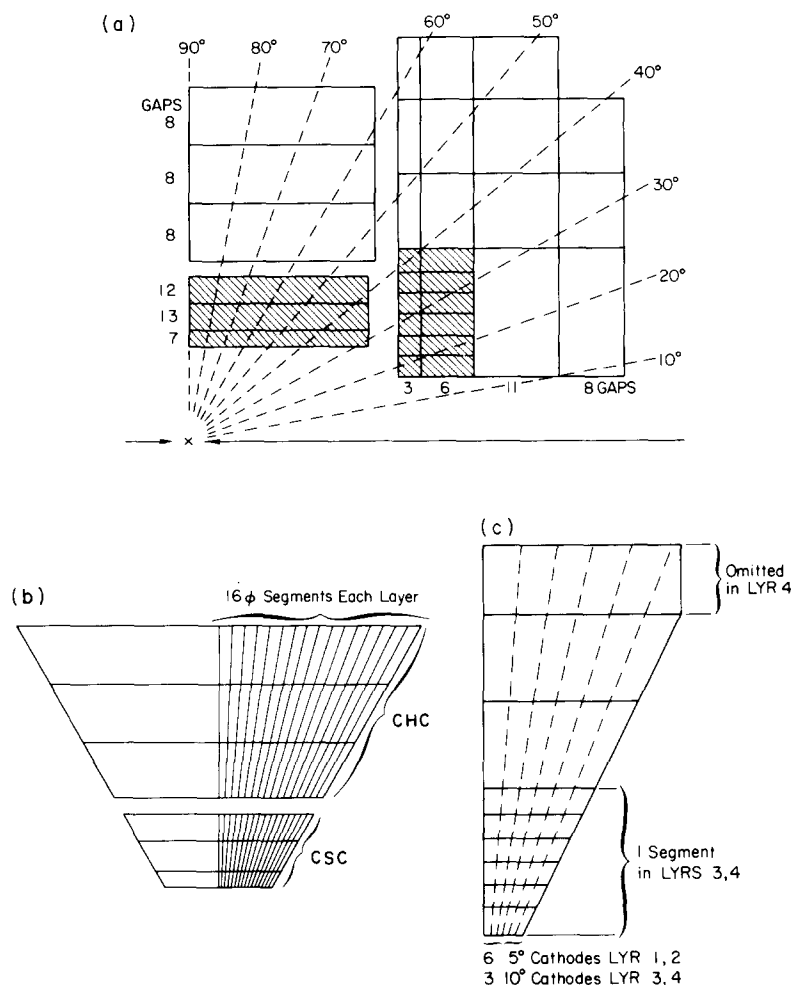 (a)
90° 80° 70° 60° 50°
40°
30°
20°
10°
GAPS
8
8
8
12
13
7
3 6 11 8 GAPS
×
(b)
16 ϕ Segments Each Layer
CHC
CSC
(c)
Omitted
in LYR 4
1 Segment
in LYRS 3,4
6 5° Cathodes LYR 1,2
3 10° Cathodes LYR 3,4